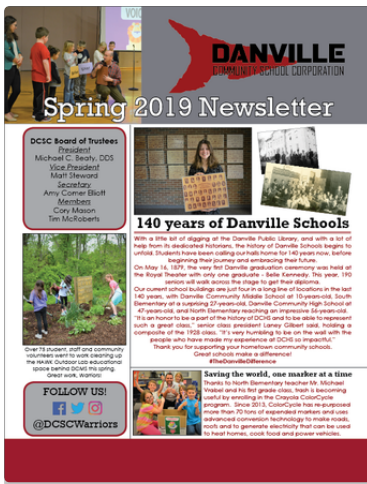 VOIC
DANVILLE
COMMUNITY SCHOOL CORPORATION
Spring 2019 Newsletter
DCSC Board of Trustees
President
Michael C. Beaty, DDS
Vice President
Matt Steward
Secretary
Amy Comer Elliott
Members
Cory Mason
Tim McRoberts
140 years of Danville Schools
With a little bit of digging at the Danville Public Library, and with a lot of
help from its dedicated historians, the history of Danville Schools begins to
unfold. Students have been calling our halls home for 140 years now, before
beginning their journey and embracing their future.
On May 16, 1879, the very first Danville graduation ceremony was held at
the Royal Theater with only one graduate - Belle Kennedy. This year, 190
seniors will walk across the stage to get their diploma.
Our current school buildings are just four in a long line of locations in the last
140 years, with Danville Community Middle School at 10-years-old, South
Elementary at a surprising 27-years-old, Danville Community High School at
47-years-old, and North Elementary reaching an impressive 56-years-old.
"It's an honor to be a part of the history of DCHS and to be able to represent
such a great class," senior class president Laney Gilbert said, holding a
composite of the 1928 class. "It's very humbling to be on the wall with the
people who have made my experience at DCHS so impactful."
Thank you for supporting your hometown community schools.
Great schools make a difference!
#TheDanvilleDifference
Over 75 student, staff and community
volunteers went to work cleaning up
the HAWK Outdoor Lab educational
space behind DCMS this spring.
Great work, Warriors!
FOLLOW US!
@DCSCWarriors
Saving the world, one marker at a time
Thanks to North Elementary teacher Mr. Michael
Vrabel and his first grade class, trash is becoming
useful by enrolling in the Crayola ColorCycle
program. Since 2013, ColorCycle has re-purposed
more than 70 tons of expended markers and uses
advanced conversion technology to make roads,
roofs and to generate electricity that can be used
to heat homes, cook food and power vehicles.